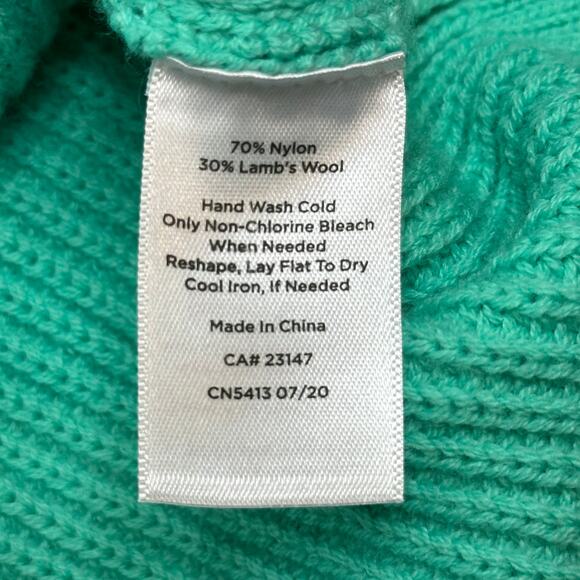 70% Nylon
30% Lamb's Wool
Hand Wash Cold
Only Non-Chlorine Bleach
When Needed
Reshape, Lay Flat To Dry
Cool Iron, If Needed
Made In China
CA# 23147
CN5413 07/20